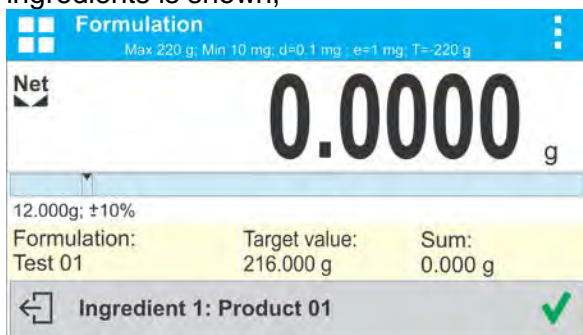 ingredients is shown,
Formulation
Max 220 g; Min 10 mg; d=0.1 mg ; e=1 mg; T=-220 g
Net
0.0000 g
12.000g; ±10%
Formulation: Target value: Sum:
Test 01 216.000 g 0.000 g
Ingredient 1: Product 01